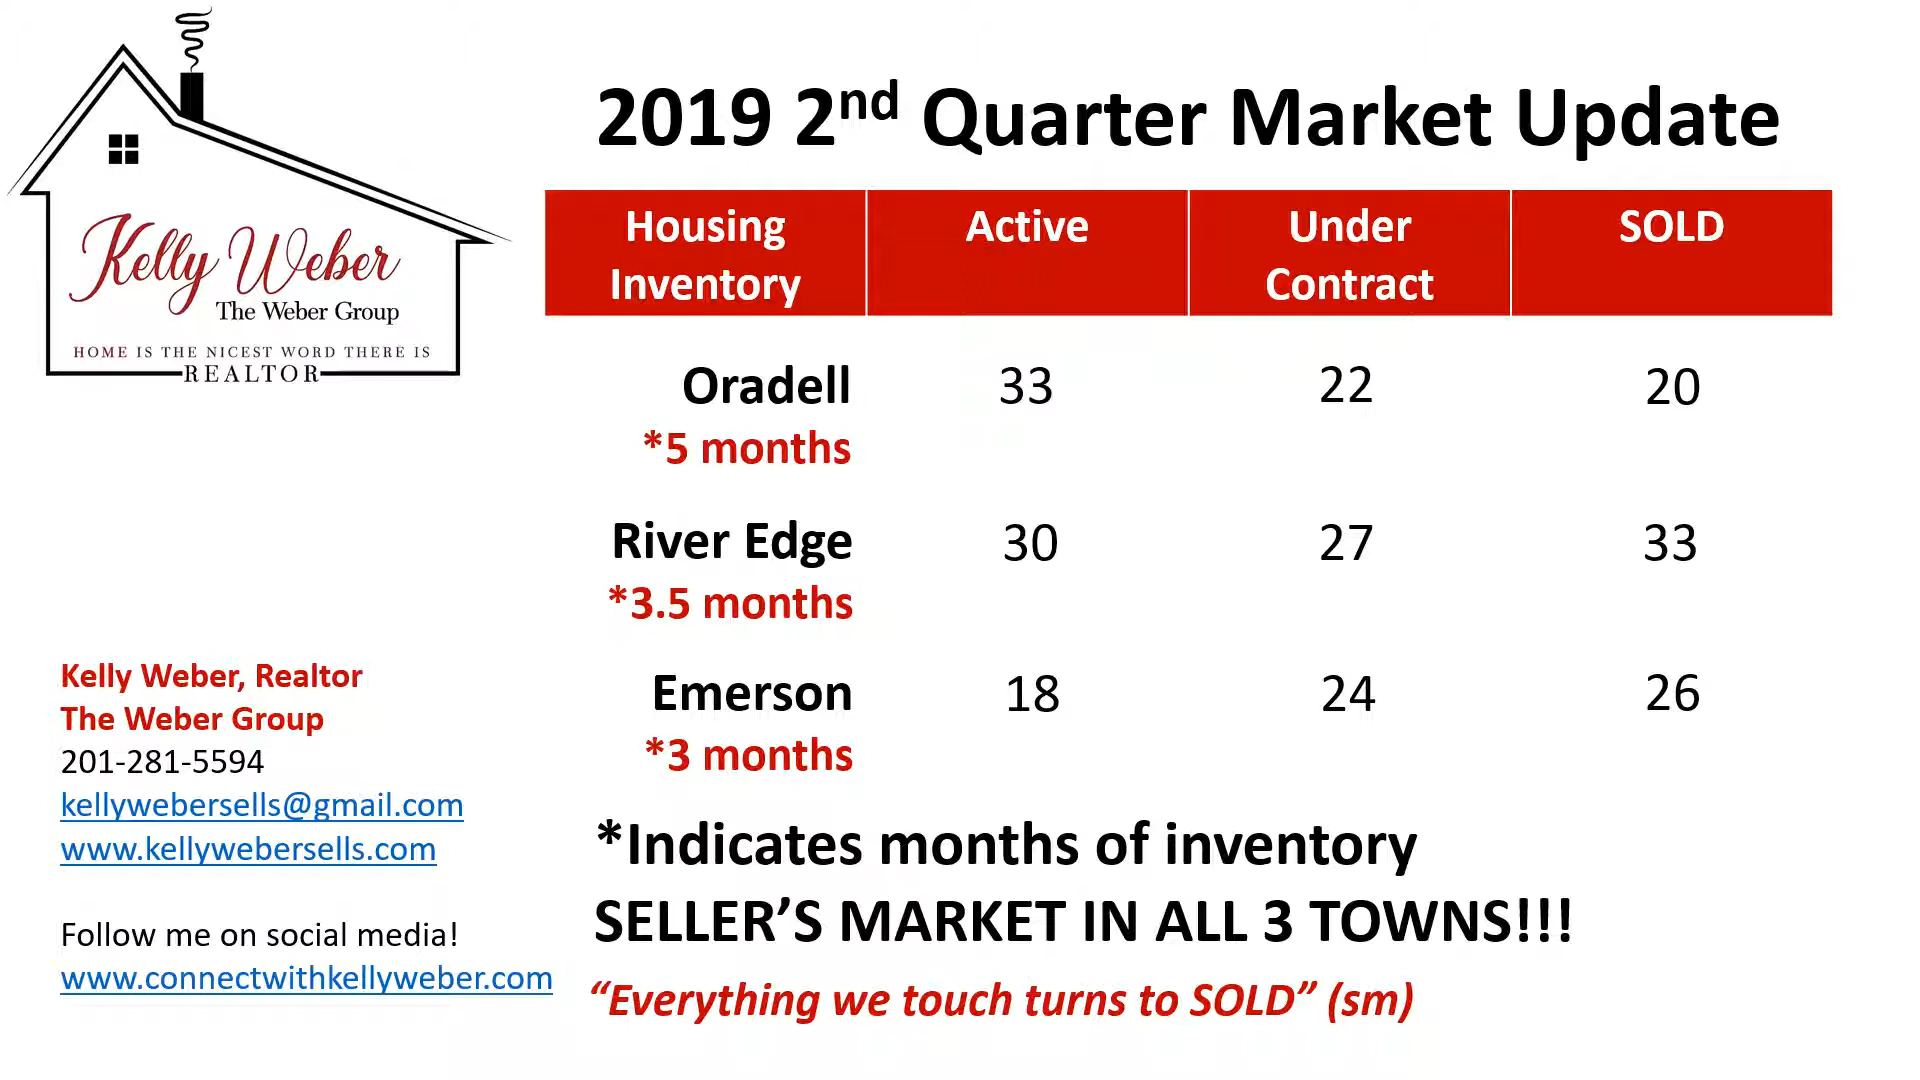 Kelly Weber
The Weber Group
HOME IS THE NICEST WORD THERE IS
REALTOR
2019 2nd Quarter Market Update
Housing Inventory Active Under Contract SOLD
Oradell 33 22 20
*5 months
River Edge 30 27 33
*3.5 months
Emerson 18 24 26
*3 months
*Indicates months of inventory
SELLER’S MARKET IN ALL 3 TOWNS!!!
“Everything we touch turns to SOLD” (sm)
Kelly Weber, Realtor
The Weber Group
201-281-5594
kellywebersells@gmail.com
www.kellywebersells.com
Follow me on social media!
www.connectwithkellyweber.com